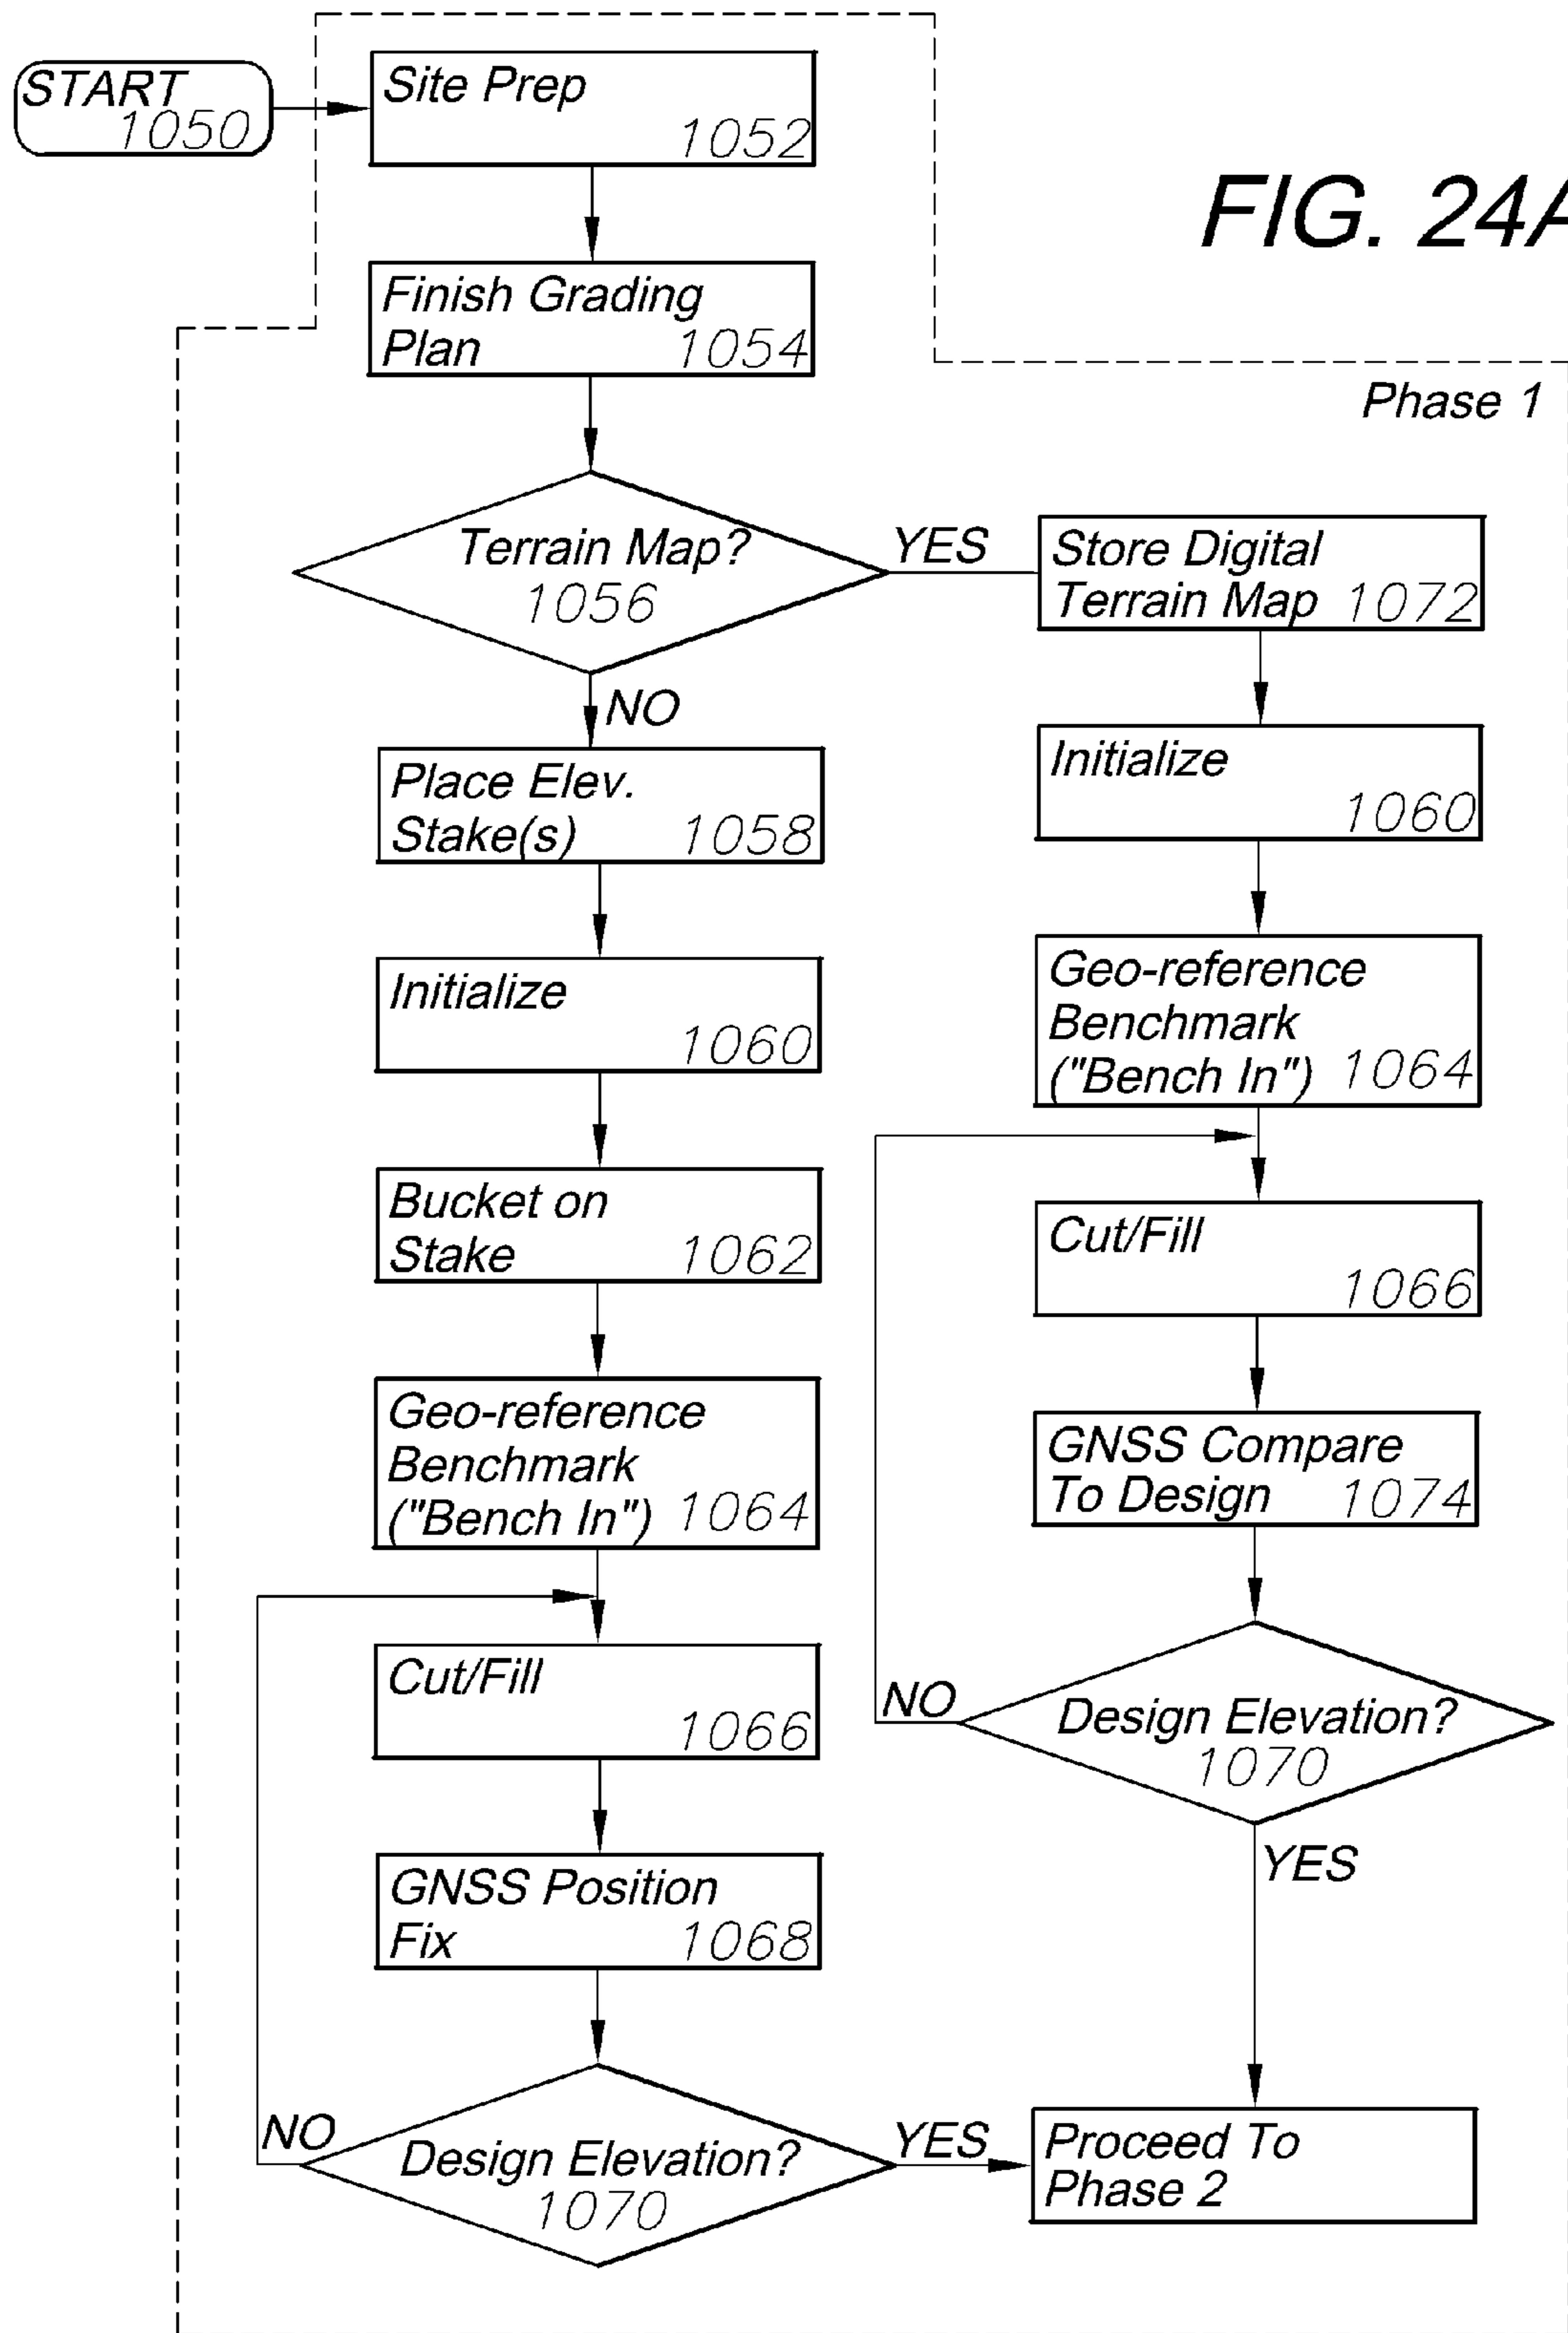 START
1050
Site Prep
1052
FIG. 24A
Finish Grading
Plan 1054
Phase 1
Terrain Map?
1056
YES
Store Digital
Terrain Map 1072
NO
Place Elev.
Stake(s) 1058
Initialize
1060
Bucket on
Stake 1062
Geo-reference
Benchmark
("Bench In") 1064
Cut/Fill
1066
GNSS Position
Fix 1068
NO
Design Elevation?
1070
YES
Initialize
1060
Geo-reference
Benchmark
("Bench In") 1064
Cut/Fill
1066
GNSS Compare
To Design 1074
NO
Design Elevation?
1070
YES
Proceed To
Phase 2